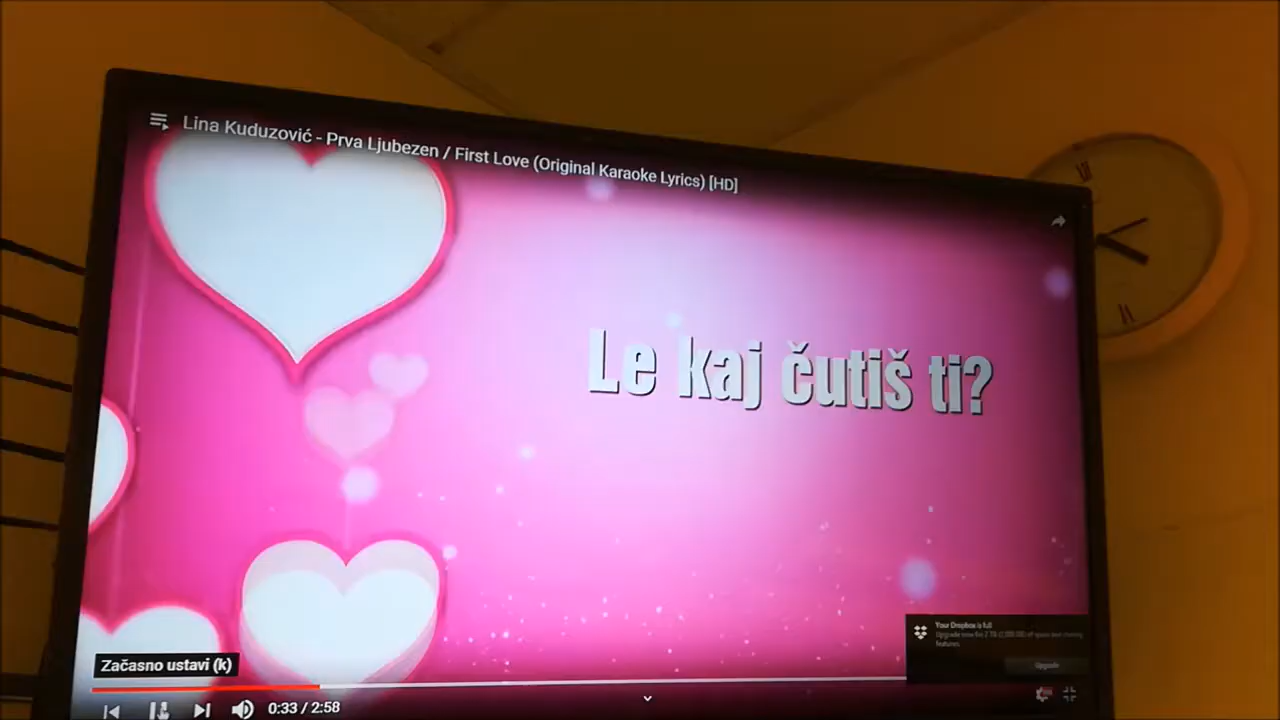 Lina Kuduzović - Prva Ljubezen / First Love (Original Karaoke Lyrics) [HD]
Le kaj čutiš ti?
Your Dropbox is full
Upgrade
Začasno ustavi (k)
0:33 / 2:58